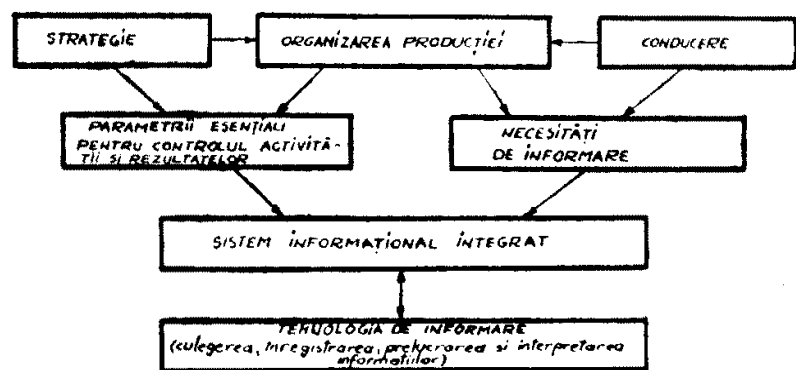 STRATEGIE
ORGANIZAREA PRODUCȚIEI
CONDUCERE
PARAMETRII ESENȚIALI
PENTRU CONTROLUL ACTIVITĂ-
ȚII ȘI REZULTATELOR
NECESITĂȚI
DE INFORMARE
SISTEM INFORMAȚIONAL INTEGRAT
TEHNOLOGIA DE INFORMARE
(culegerea, înregistrarea, prelucrarea si interpretarea
informațiilor)